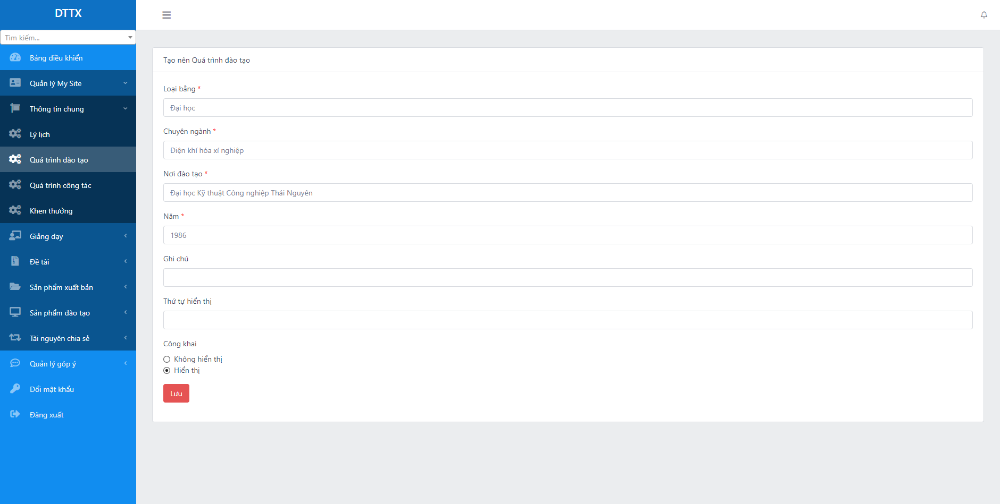 DTTX
Tìm kiếm...
Bảng điều khiển
Quản lý My Site
Thông tin chung
Lý lịch
Quá trình đào tạo
Quá trình công tác
Khen thưởng
Giảng dạy
Đề tài
Sản phẩm xuất bản
Sản phẩm đào tạo
Tài nguyên chia sẻ
Quản lý góp ý
Đổi mật khẩu
Đăng xuất
Tạo nên Quá trình đào tạo
Loại bằng *
Đại học
Chuyên ngành *
Điện khí hóa xí nghiệp
Nơi đào tạo *
Đại học Kỹ thuật Công nghiệp Thái Nguyên
Năm *
1986
Ghi chú
Thứ tự hiển thị
Công khai
Không hiển thị
Hiển thị
Lưu